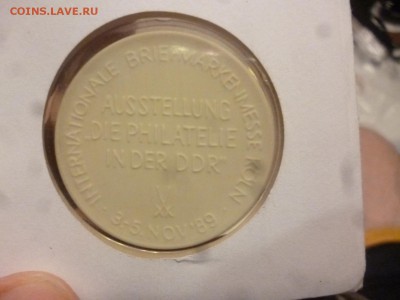 COINS.LAVE.RU
INTERNATIONALE BRIEFMARKENMESSE KÖLN
AUSSTELLUNG
„DIE PHILATELIE
IN DER DDR"
3-5. NOV. '89